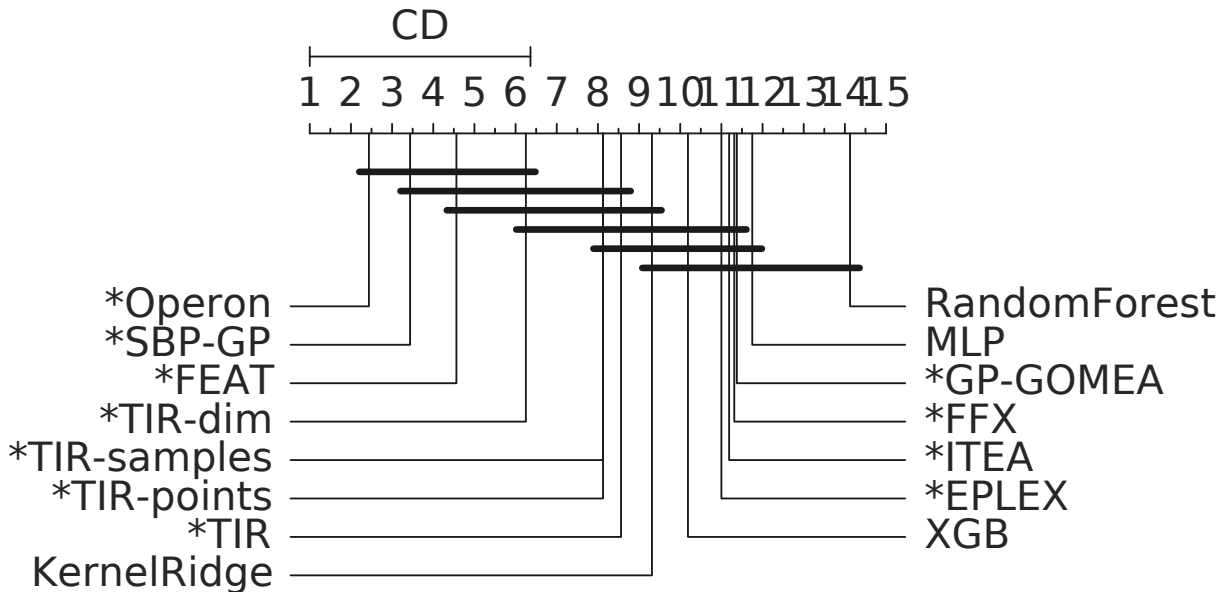 CD
1 2 3 4 5 6 7 8 9 10 11 12 13 14 15
*Operon
*SBP-GP
*FEAT
*TIR-dim
*TIR-samples
*TIR-points
*TIR
KernelRidge
RandomForest
MLP
*GP-GOMEA
*FFX
*ITEA
*EPLEX
XGB